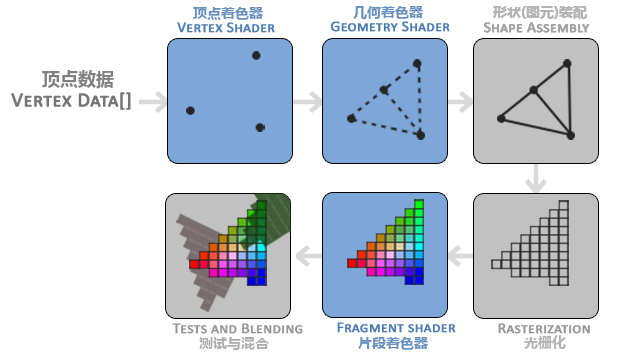 顶点着色器
VERTEX SHADER
几何着色器
GEOMETRY SHADER
形状(图元)装配
SHAPE ASSEMBLY
顶点数据
VERTEX DATA[]
TESTS AND BLENDING
测试与混合
FRAGMENT SHADER
片段着色器
RASTERIZATION
光栅化